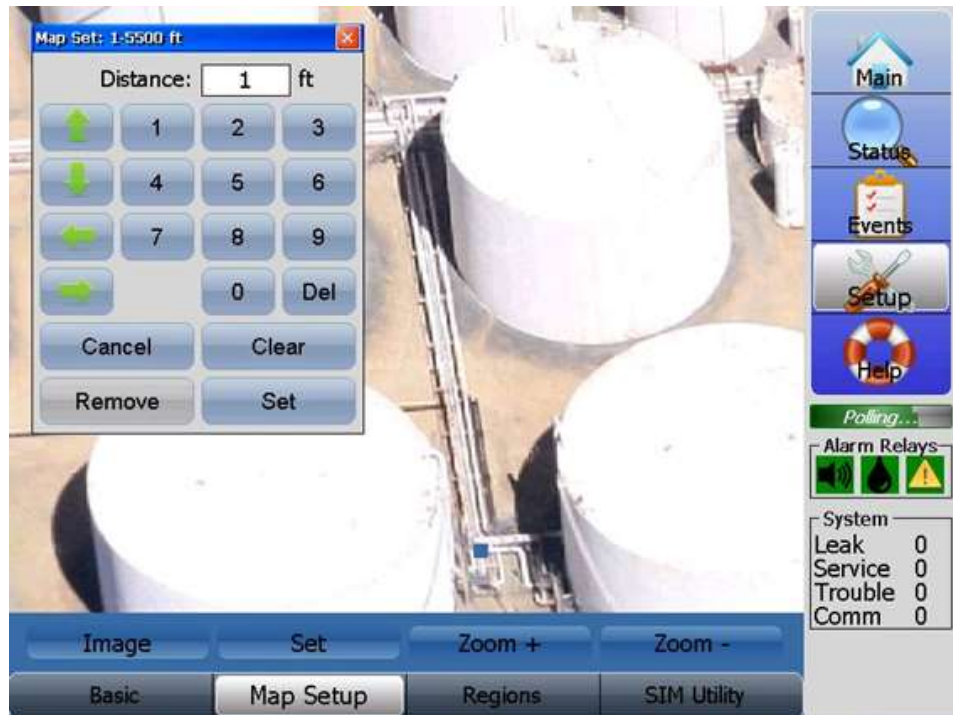 Map Set: 1-5500 ft
Distance: 1 ft
1 2 3
4 5 6
7 8 9
0 Del
Cancel Clear
Remove Set
Main
Status
Events
Setup
Help
Polling...
Alarm Relays
System
Leak 0
Service 0
Trouble 0
Comm 0
Image Set Zoom + Zoom -
Basic Map Setup Regions SIM Utility